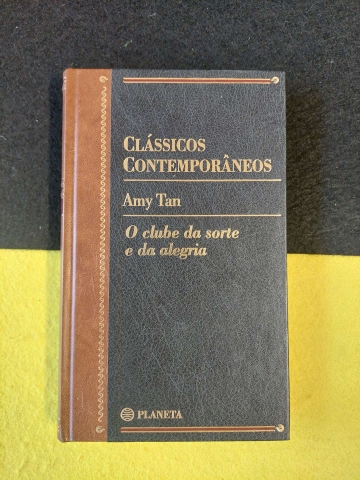 CLÁSSICOS
CONTEMPORÂNEOS
Amy Tan
O clube da sorte
e da alegria
PLANETA